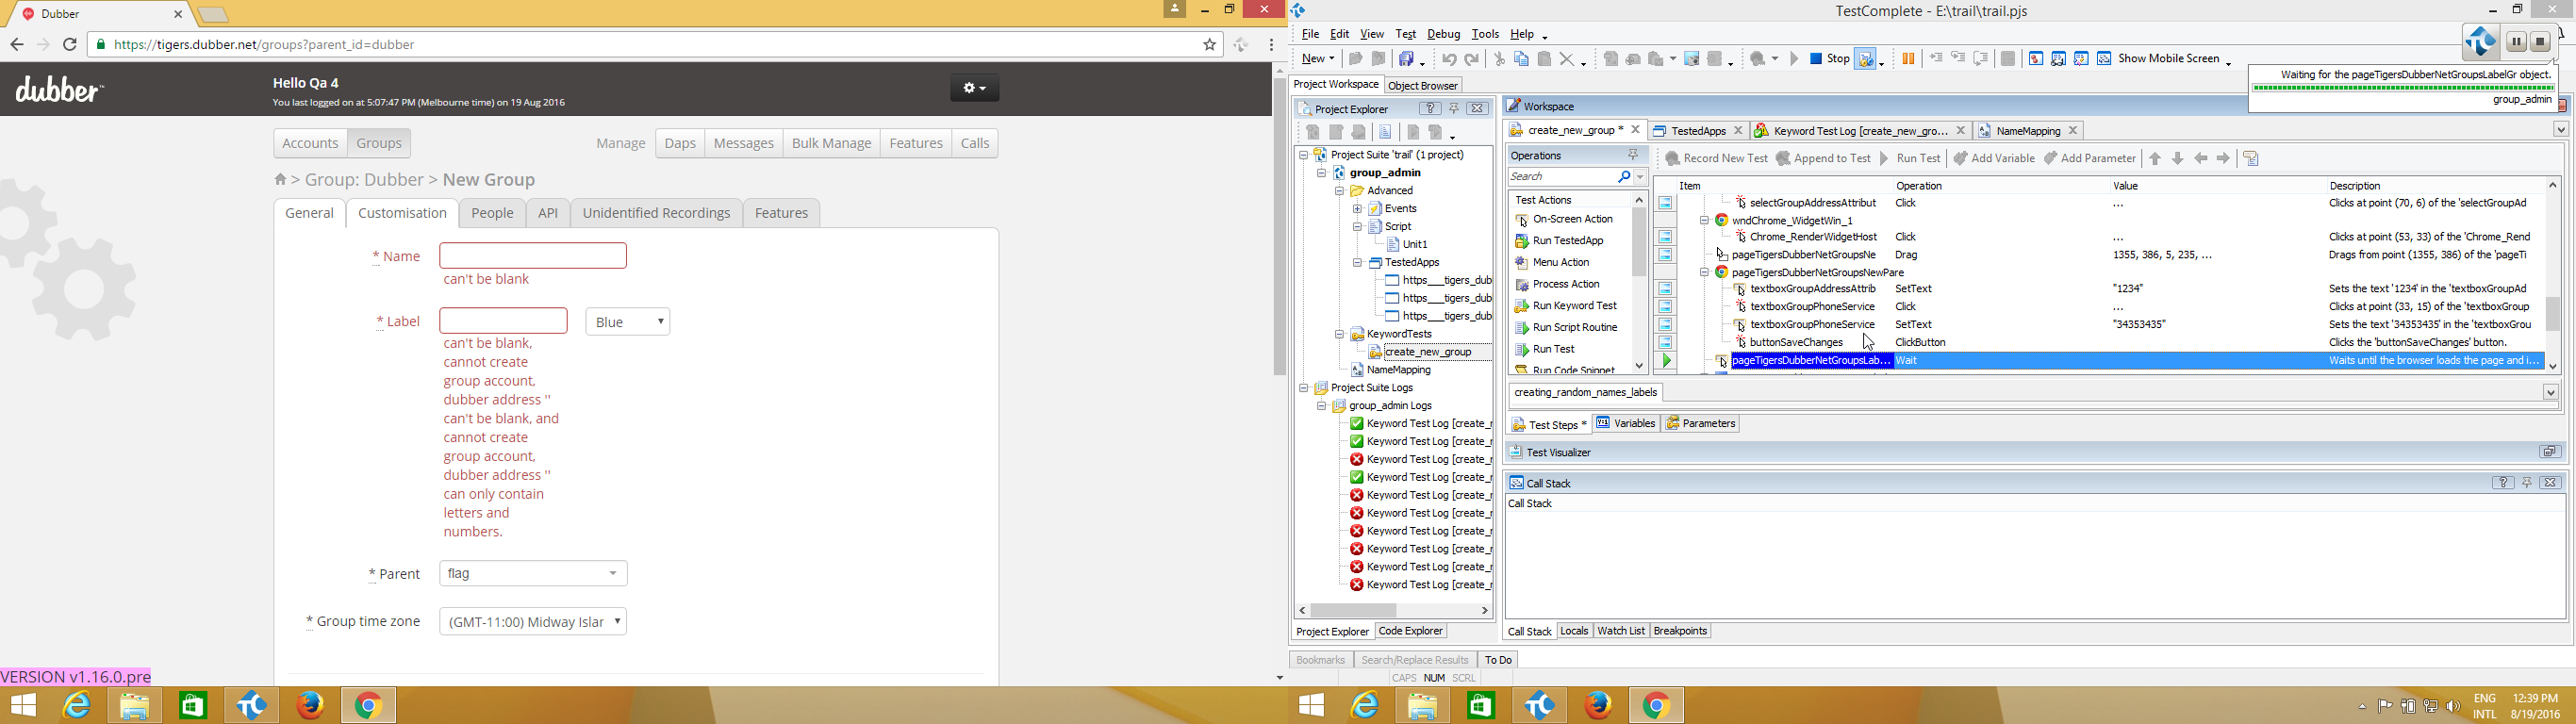 Dubber
https://tigers.dubber.net/groups?parent_id=dubber
dubber
Hello Qa 4
You last logged on at 5:07:47 PM (Melbourne time) on 19 Aug 2016
Accounts Groups Manage Daps Messages Bulk Manage Features Calls
> Group: Dubber > New Group
General Customisation People API Unidentified Recordings Features
* Name
can't be blank
* Label Blue
can't be blank,
cannot create
group account,
dubber address ''
can't be blank, and
cannot create
group account,
dubber address ''
can only contain
letters and
numbers.
* Parent flag
* Group time zone (GMT-11:00) Midway Islar
VERSION v1.16.0.pre
TestComplete - E:\trail\trail.pjs
File Edit View Test Debug Tools Help
New Stop Show Mobile Screen
Waiting for the pageTigersDubberNetGroupsLabelGr object.
group_admin
Project Workspace Object Browser
Project Explorer
Project Suite 'trail' (1 project)
group_admin
Advanced
Events
Script
Unit1
TestedApps
https___tigers_dub
https___tigers_dub
https___tigers_dub
KeywordTests
create_new_group
NameMapping
Project Suite Logs
group_admin Logs
Keyword Test Log [create_r
Keyword Test Log [create_r
Keyword Test Log [create_r
Keyword Test Log [create_r
Keyword Test Log [create_r
Keyword Test Log [create_r
Keyword Test Log [create_r
Keyword Test Log [create_r
Keyword Test Log [create_r
Keyword Test Log [create_r
Project Explorer Code Explorer
Workspace
create_new_group * TestedApps Keyword Test Log [create_new_gro... NameMapping
Operations
Search
Test Actions
On-Screen Action
Run TestedApp
Menu Action
Process Action
Run Keyword Test
Run Script Routine
Run Test
Run Code Snippet
Record New Test Append to Test Run Test Add Variable Add Parameter
Item Operation Value Description
selectGroupAddressAttribut Click ... Clicks at point (70, 6) of the 'selectGroupAd
wndChrome_WidgetWin_1
Chrome_RenderWidgetHost Click ... Clicks at point (53, 33) of the 'Chrome_Rend
pageTigersDubberNetGroupsNe Drag 1355, 386, 5, 235, ... Drags from point (1355, 386) of the 'pageTi
pageTigersDubberNetGroupsNewPare
textboxGroupAddressAttrib SetText "1234" Sets the text '1234' in the 'textboxGroupAd
textboxGroupPhoneService Click ... Clicks at point (33, 15) of the 'textboxGroup
textboxGroupPhoneService SetText "34353435" Sets the text '34353435' in the 'textboxGrou
buttonSaveChanges ClickButton Clicks the 'buttonSaveChanges' button.
pageTigersDubberNetGroupsLab... Wait Waits until the browser loads the page and i...
creating_random_names_labels
Test Steps * Variables Parameters
Test Visualizer
Call Stack
Call Stack
Call Stack Locals Watch List Breakpoints
Bookmarks Search/Replace Results To Do
CAPS NUM SCRL
ENG
INTL
12:39 PM
8/19/2016